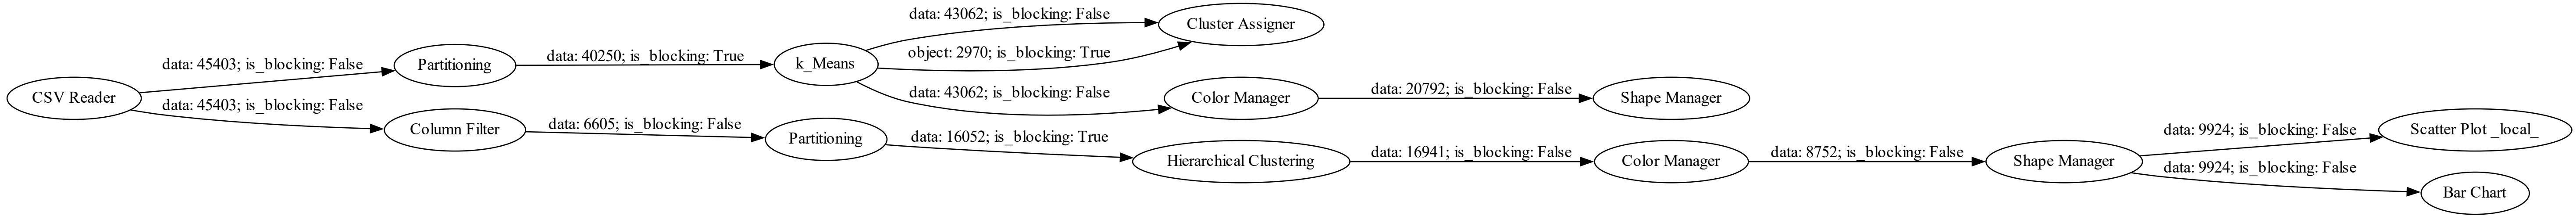 data: 43062; is_blocking: False
Cluster Assigner
object: 2970; is_blocking: True
data: 45403; is_blocking: False
Partitioning
data: 40250; is_blocking: True
k_Means
CSV Reader
data: 43062; is_blocking: False
Color Manager
data: 20792; is_blocking: False
Shape Manager
data: 45403; is_blocking: False
Column Filter
data: 6605; is_blocking: False
Partitioning
data: 16052; is_blocking: True
Hierarchical Clustering
data: 16941; is_blocking: False
Color Manager
data: 8752; is_blocking: False
Shape Manager
data: 9924; is_blocking: False
Scatter Plot _local_
data: 9924; is_blocking: False
Bar Chart